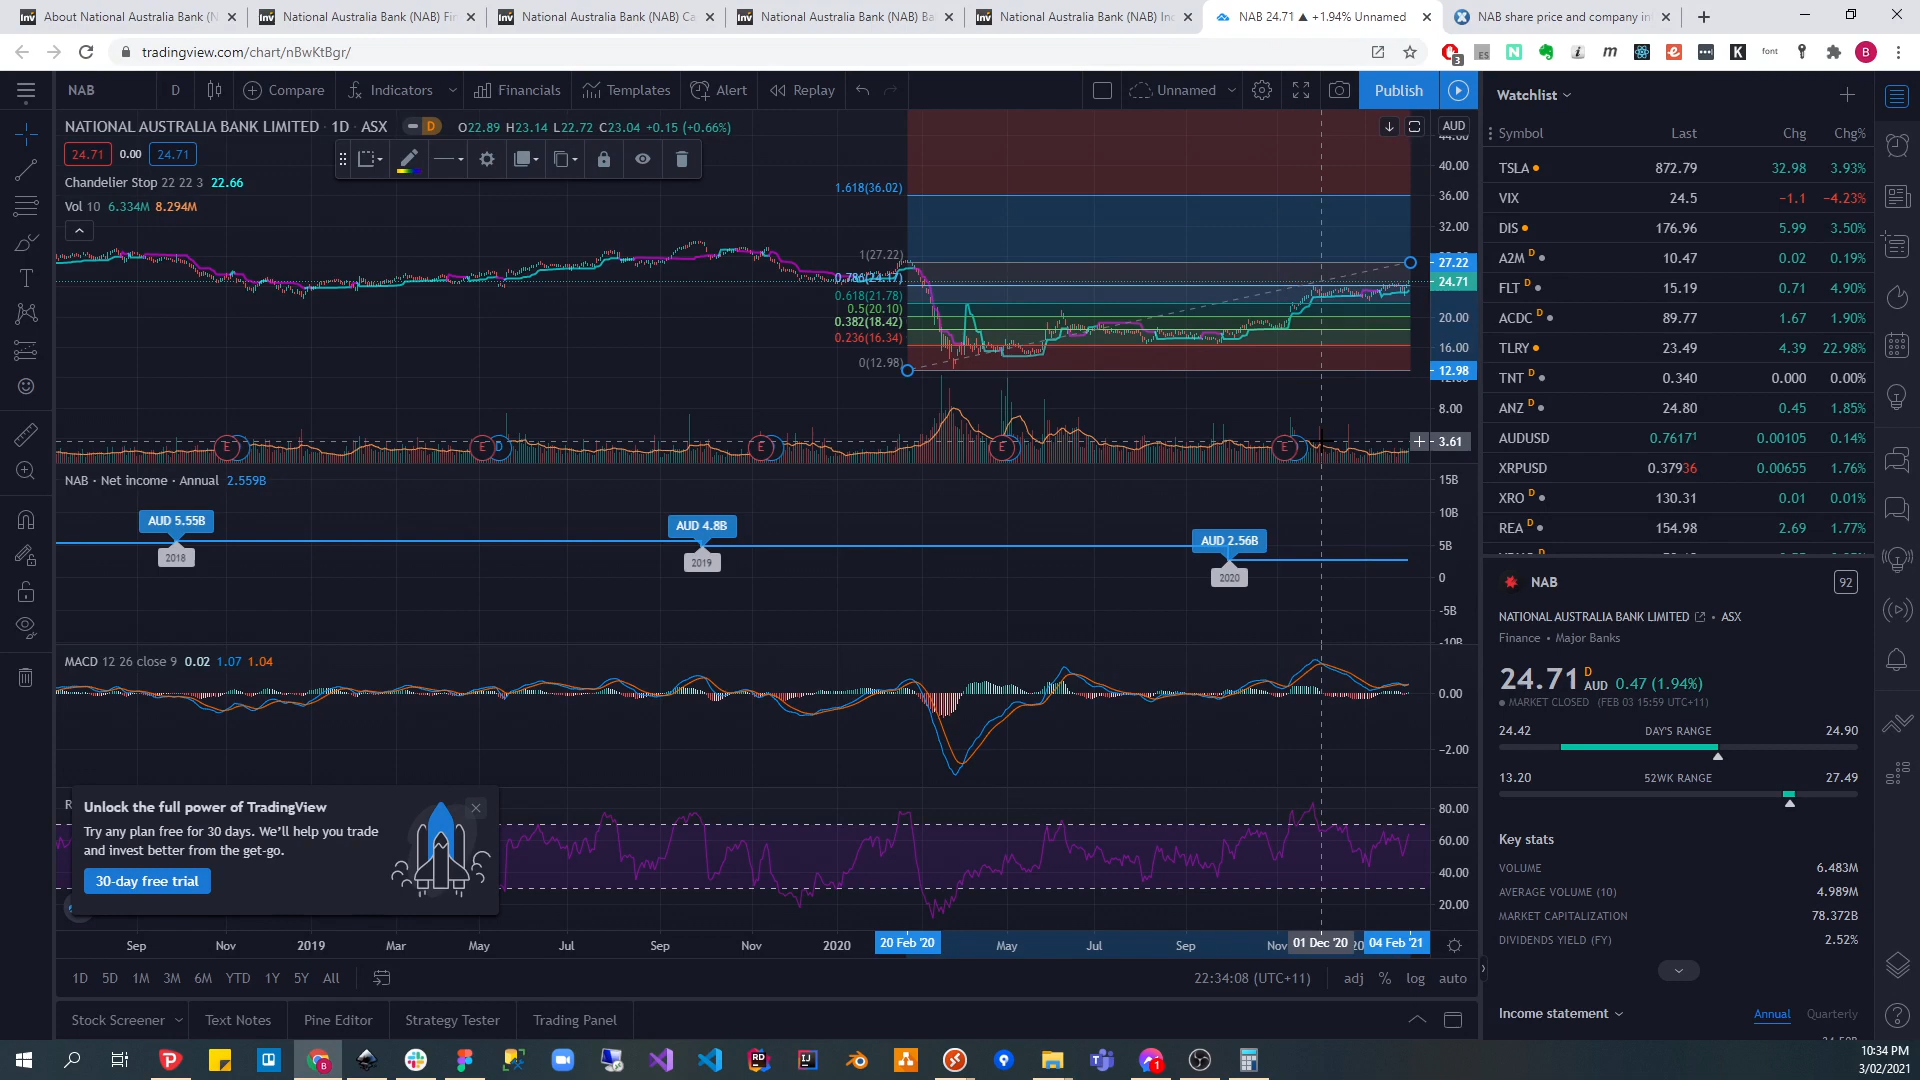 About National Australia Bank (N
National Australia Bank (NAB) Fin
National Australia Bank (NAB) Ca
National Australia Bank (NAB) Ba
National Australia Bank (NAB) Inc
NAB 24.71 ▲ +1.94% Unnamed
NAB share price and company in
tradingview.com/chart/nBwKtBgr/
NAB D Compare Indicators Financials Templates Alert Replay Unnamed Publish
NATIONAL AUSTRALIA BANK LIMITED · 1D · ASX D O22.89 H23.14 L22.72 C23.04 +0.15 (+0.66%)
24.71 0.00 24.71
Chandelier Stop 22 22 3 22.66
Vol 10 6.334M 8.294M
1.618(36.02)
1(27.22)
0.786(24.17)
0.618(21.78)
0.5(20.10)
0.382(18.42)
0.236(16.34)
0(12.98)
AUD
44.00
40.00
36.00
32.00
27.22
24.71
20.00
16.00
12.98
12.00
8.00
3.61
E E D E E E
NAB · Net income · Annual 2.559B
AUD 5.55B
2018
AUD 4.8B
2019
AUD 2.56B
2020
15B
10B
5B
0
-5B
-10B
MACD 12 26 close 9 0.02 1.07 1.04
0.00
-2.00
Unlock the full power of TradingView
Try any plan free for 30 days. We'll help you trade
and invest better from the get-go.
30-day free trial
80.00
60.00
40.00
20.00
Sep Nov 2019 Mar May Jul Sep Nov 2020 20 Feb '20 May Jul Sep Nov 01 Dec '20 04 Feb '21
1D 5D 1M 3M 6M YTD 1Y 5Y All
22:34:08 (UTC+11) adj % log auto
Stock Screener Text Notes Pine Editor Strategy Tester Trading Panel
Watchlist
Symbol Last Chg Chg%
TSLA 872.79 32.98 3.93%
VIX 24.5 −1.1 −4.23%
DIS 176.96 5.99 3.50%
A2M D 10.47 0.02 0.19%
FLT D 15.19 0.71 4.90%
ACDC D 89.77 1.67 1.90%
TLRY 23.49 4.39 22.98%
TNT D 0.340 0.000 0.00%
ANZ D 24.80 0.45 1.85%
AUDUSD 0.76171 0.00105 0.14%
XRPUSD 0.37936 0.00655 1.76%
XRO D 130.31 0.01 0.01%
REA D 154.98 2.69 1.77%
NAB 92
NATIONAL AUSTRALIA BANK LIMITED • ASX
Finance • Major Banks
24.71 D AUD 0.47 (1.94%)
MARKET CLOSED (FEB 03 15:59 UTC+11)
24.42 DAY'S RANGE 24.90
13.20 52WK RANGE 27.49
Key stats
VOLUME 6.483M
AVERAGE VOLUME (10) 4.989M
MARKET CAPITALIZATION 78.372B
DIVIDENDS YIELD (FY) 2.52%
Income statement Annual Quarterly
10:34 PM
3/02/2021